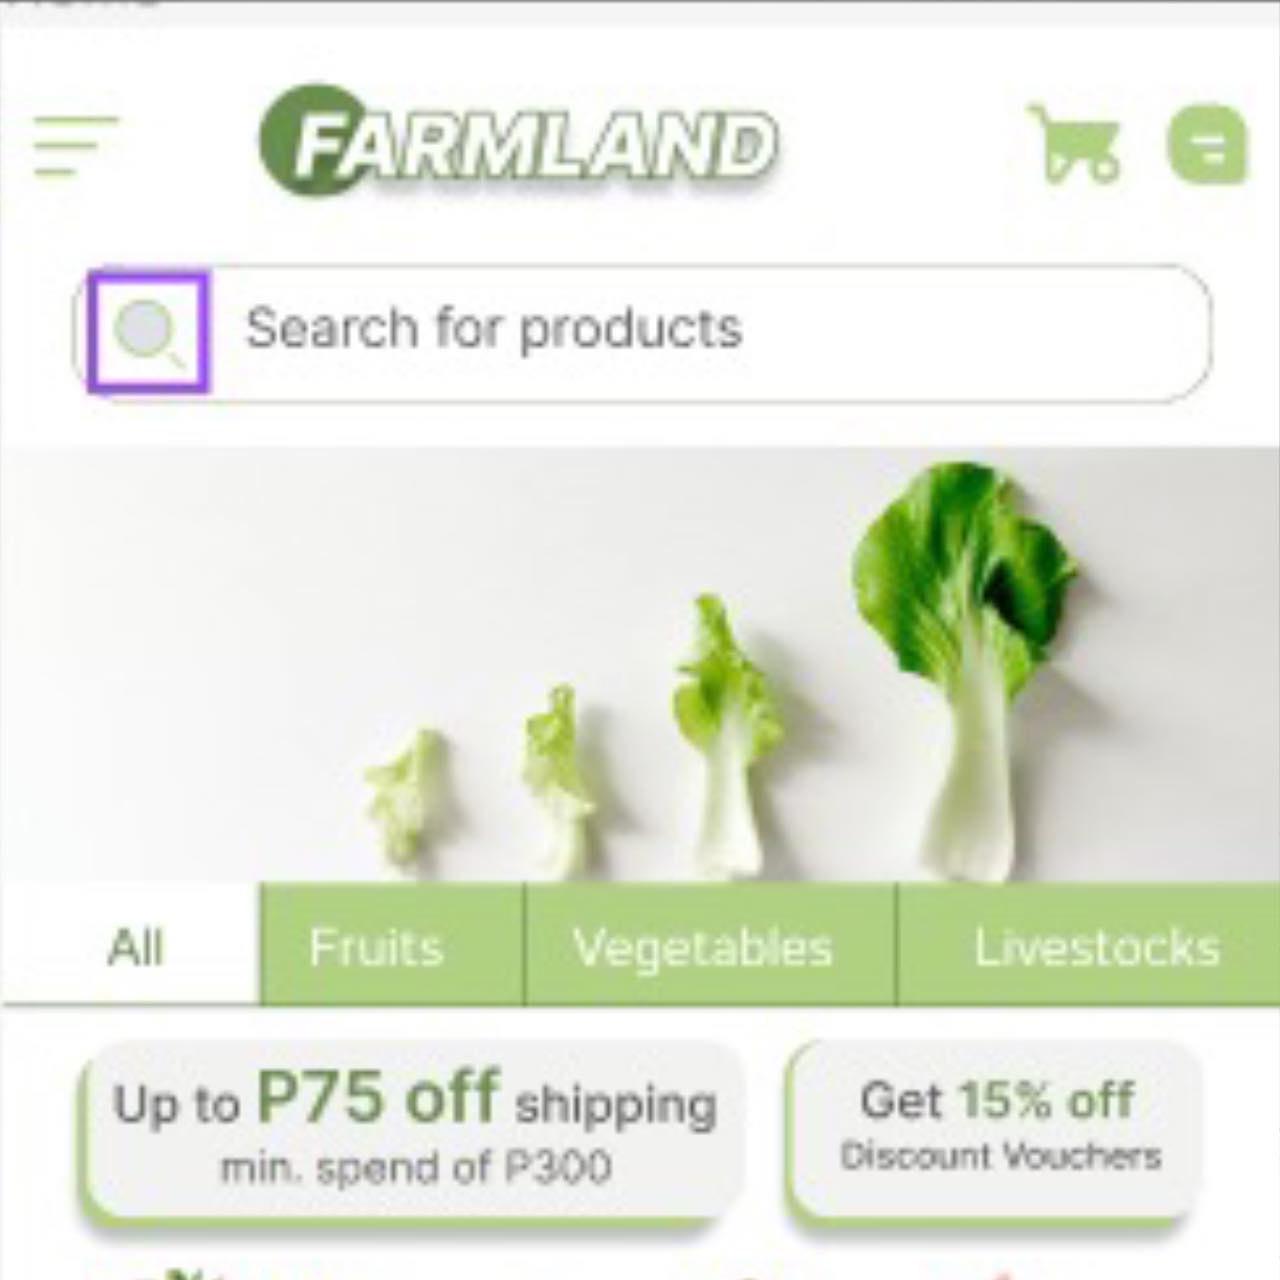 FARMLAND
Search for products
All
Fruits
Vegetables
Livestocks
Up to P75 off shipping
min. spend of P300
Get 15% off
Discount Vouchers